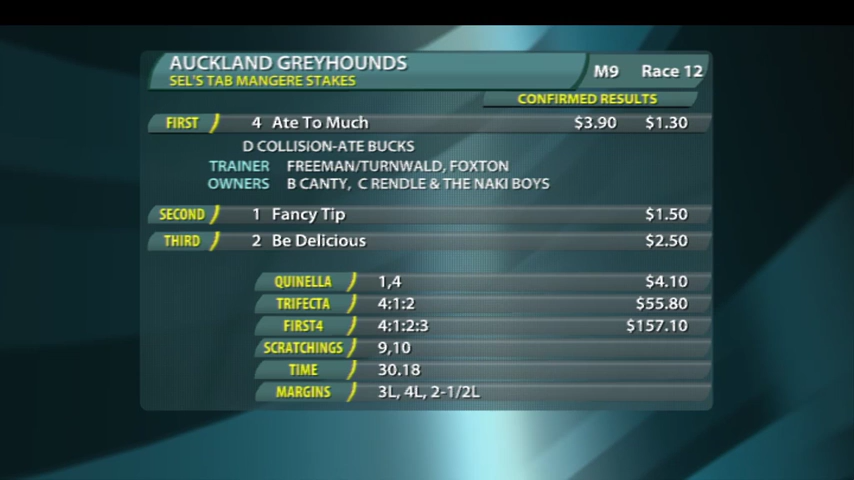 AUCKLAND GREYHOUNDS
SEL'S TAB MANGERE STAKES
M9 Race 12
CONFIRMED RESULTS
FIRST 4 Ate To Much $3.90 $1.30
D COLLISION-ATE BUCKS
TRAINER FREEMAN/TURNWALD, FOXTON
OWNERS B CANTY, C RENDLE & THE NAKI BOYS
SECOND 1 Fancy Tip $1.50
THIRD 2 Be Delicious $2.50
QUINELLA 1,4 $4.10
TRIFECTA 4:1:2 $55.80
FIRST4 4:1:2:3 $157.10
SCRATCHINGS 9,10
TIME 30.18
MARGINS 3L, 4L, 2-1/2L